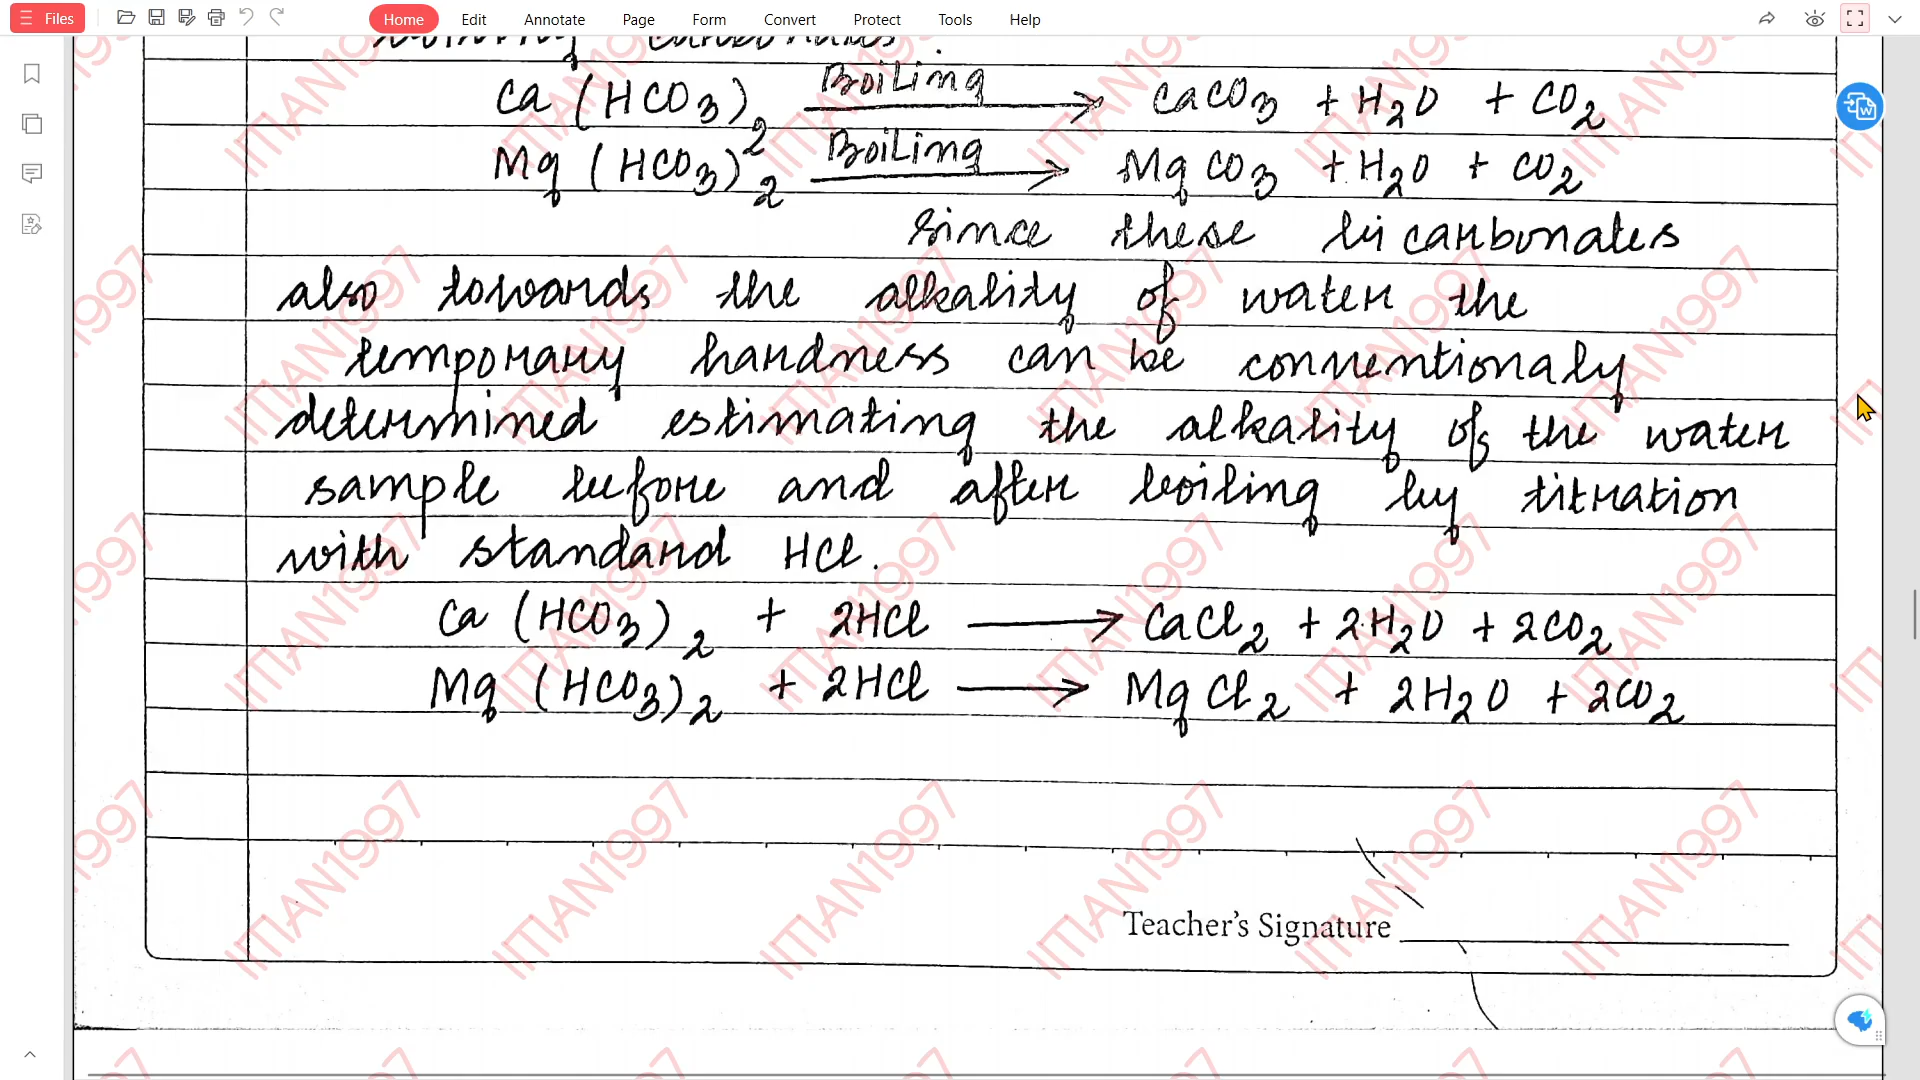 Files
Home Edit Annotate Page Form Convert Protect Tools Help
Ca(HCO3)2 Boiling → CaCO3 + H2O + CO2
Mg(HCO3)2 Boiling → MgCO3 + H2O + CO2
since these bicarbonates
also towards the alkality of water the
temporary hardness can be conventionaly
determined estimating the alkality of the water
sample before and after boiling by titration
with standard HCl.
Ca(HCO3)2 + 2HCl → CaCl2 + 2H2O + 2CO2
Mg(HCO3)2 + 2HCl → MgCl2 + 2H2O + 2CO2
Teacher's Signature
IMAN1997